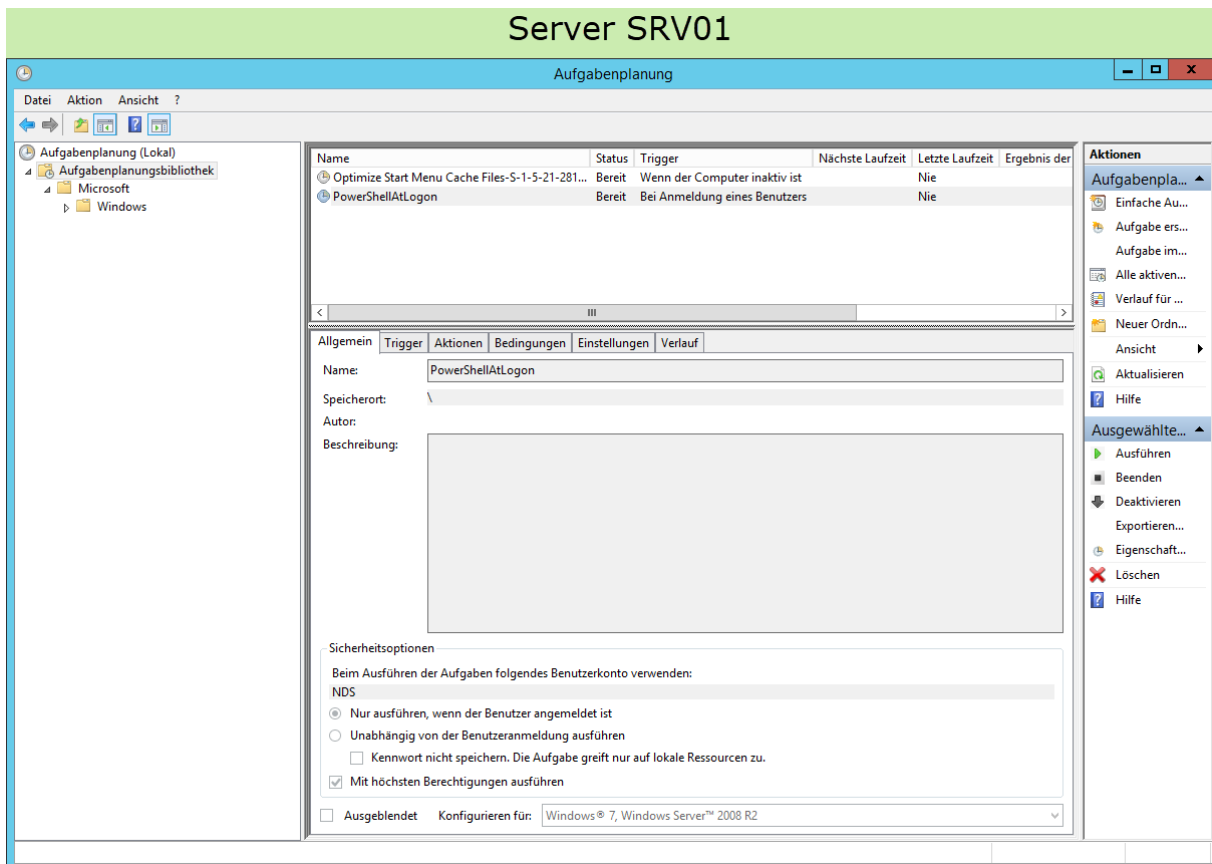 Server SRV01
Aufgabenplanung
Datei Aktion Ansicht ?
Aufgabenplanung (Lokal)
Aufgabenplanungsbibliothek
Microsoft
Windows
Name Status Trigger Nächste Laufzeit Letzte Laufzeit Ergebnis der
Optimize Start Menu Cache Files-S-1-5-21-281... Bereit Wenn der Computer inaktiv ist Nie
PowerShellAtLogon Bereit Bei Anmeldung eines Benutzers Nie
Allgemein Trigger Aktionen Bedingungen Einstellungen Verlauf
Name: PowerShellAtLogon
Speicherort: \
Autor:
Beschreibung:
Sicherheitsoptionen
Beim Ausführen der Aufgaben folgendes Benutzerkonto verwenden:
NDS
Nur ausführen, wenn der Benutzer angemeldet ist
Unabhängig von der Benutzeranmeldung ausführen
Kennwort nicht speichern. Die Aufgabe greift nur auf lokale Ressourcen zu.
Mit höchsten Berechtigungen ausführen
Ausgeblendet Konfigurieren für: Windows® 7, Windows Server™ 2008 R2
Aktionen
Aufgabenpla...
Einfache Au...
Aufgabe ers...
Aufgabe im...
Alle aktiven...
Verlauf für ...
Neuer Ordn...
Ansicht
Aktualisieren
Hilfe
Ausgewählte...
Ausführen
Beenden
Deaktivieren
Exportieren...
Eigenschaft...
Löschen
Hilfe